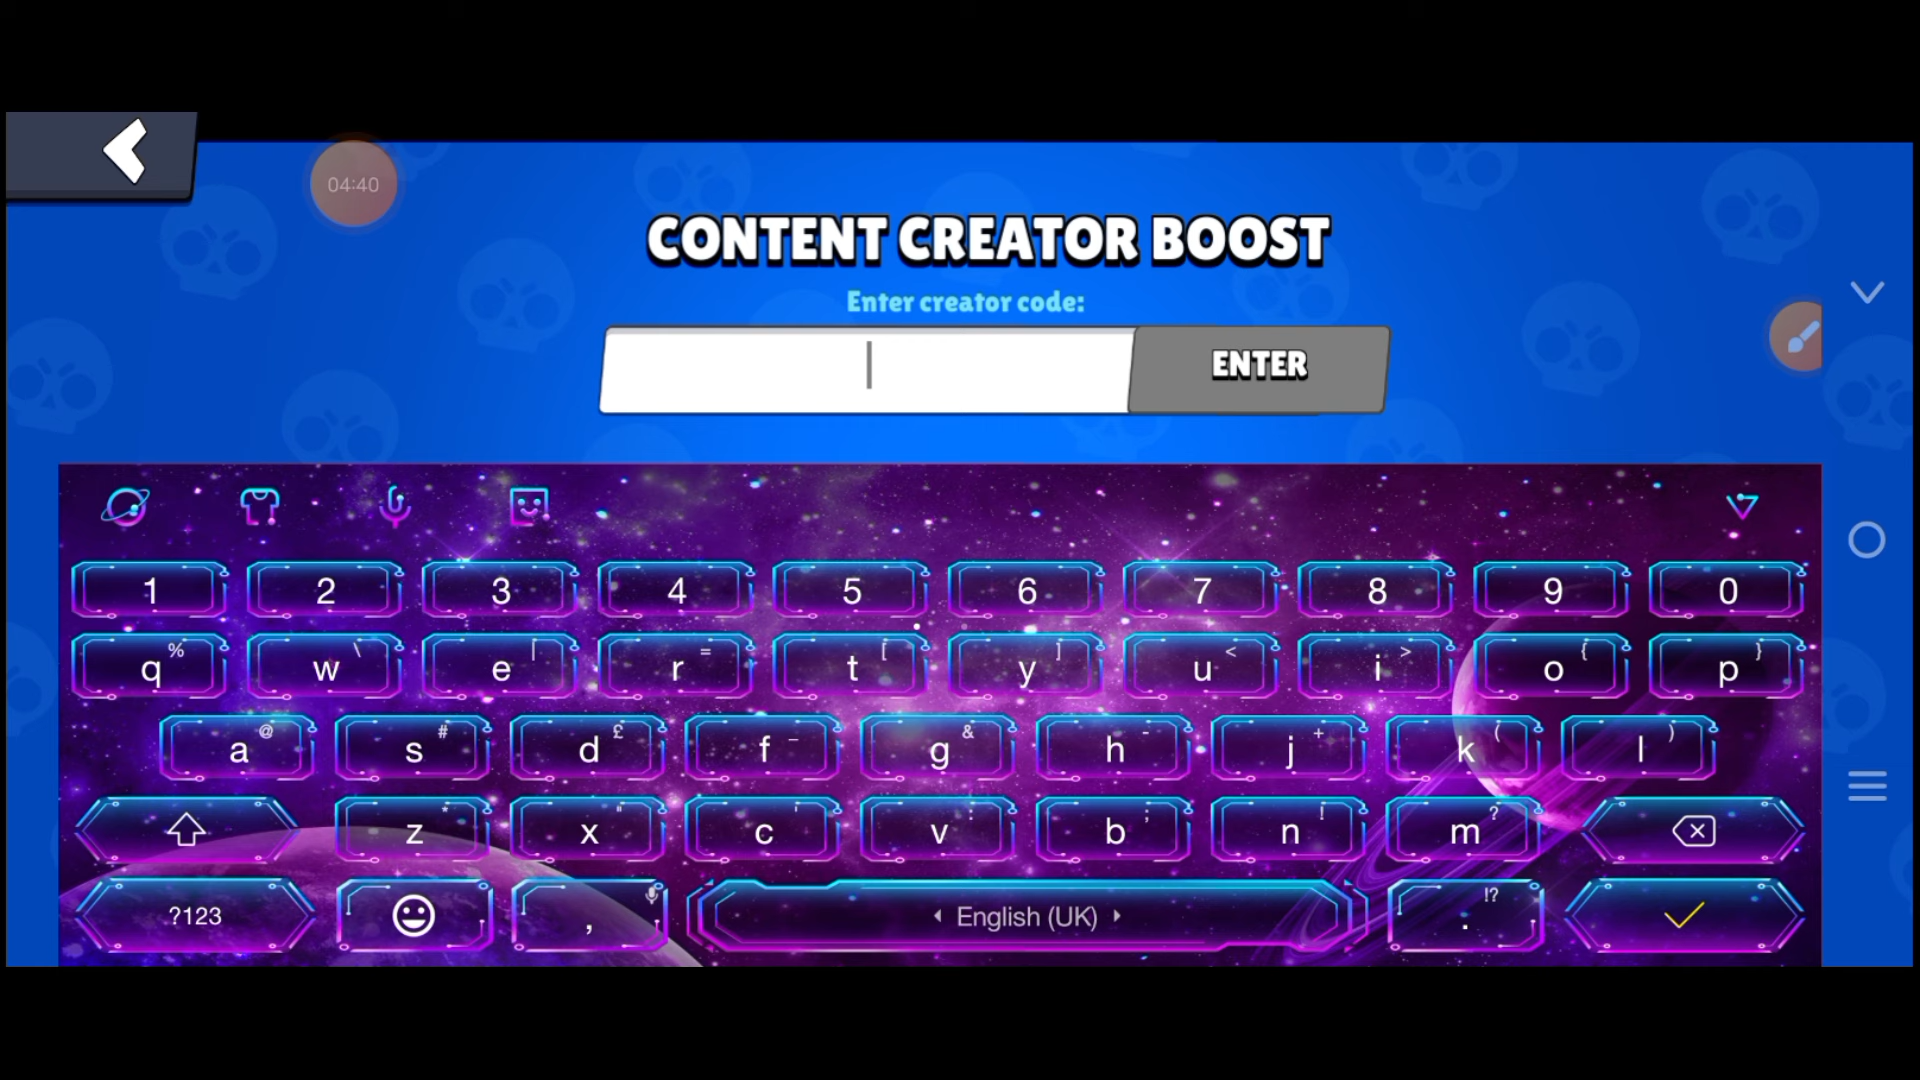 04:40
CONTENT CREATOR BOOST
Enter creator code:
ENTER
1 2 3 4 5 6 7 8 9 0
q % w \ e | r = t [ y ] u < i > o { p }
a @ s # d £ f _ g & h - j + k ( l )
z * x " c ' v : b ; n ! m ?
?123 , English (UK) . !?